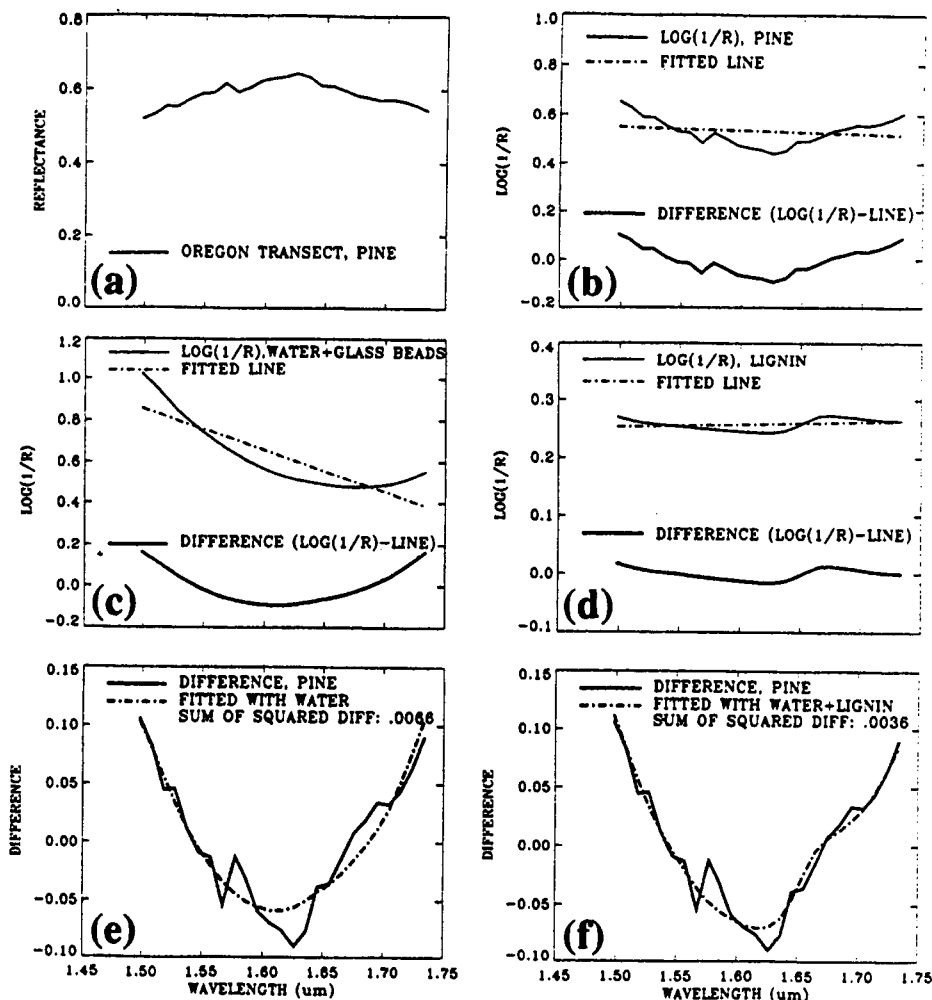 0.8
0.6
0.4
0.2
0.0
REFLECTANCE
OREGON TRANSECT, PINE
(a)
1.0
0.8
0.6
0.4
0.2
0.0
-0.2
LOG(1/R)
LOG(1/R), PINE
FITTED LINE
DIFFERENCE (LOG(1/R)-LINE)
(b)
1.2
1.0
0.8
0.6
0.4
0.2
0.0
-0.2
LOG(1/R)
LOG(1/R),WATER+GLASS BEADS
FITTED LINE
DIFFERENCE (LOG(1/R)-LINE)
(c)
0.4
0.3
0.2
0.1
0.0
-0.1
LOG(1/R)
LOG(1/R), LIGNIN
FITTED LINE
DIFFERENCE (LOG(1/R)-LINE)
(d)
0.15
0.10
0.05
0.00
-0.05
-0.10
DIFFERENCE
DIFFERENCE, PINE
FITTED WITH WATER
SUM OF SQUARED DIFF: .0066
(e)
1.45 1.50 1.55 1.60 1.65 1.70 1.75
WAVELENGTH (um)
0.15
0.10
0.05
0.00
-0.05
-0.10
DIFFERENCE
DIFFERENCE, PINE
FITTED WITH WATER+LIGNIN
SUM OF SQUARED DIFF: .0036
(f)
1.45 1.50 1.55 1.60 1.65 1.70 1.75
WAVELENGTH (um)